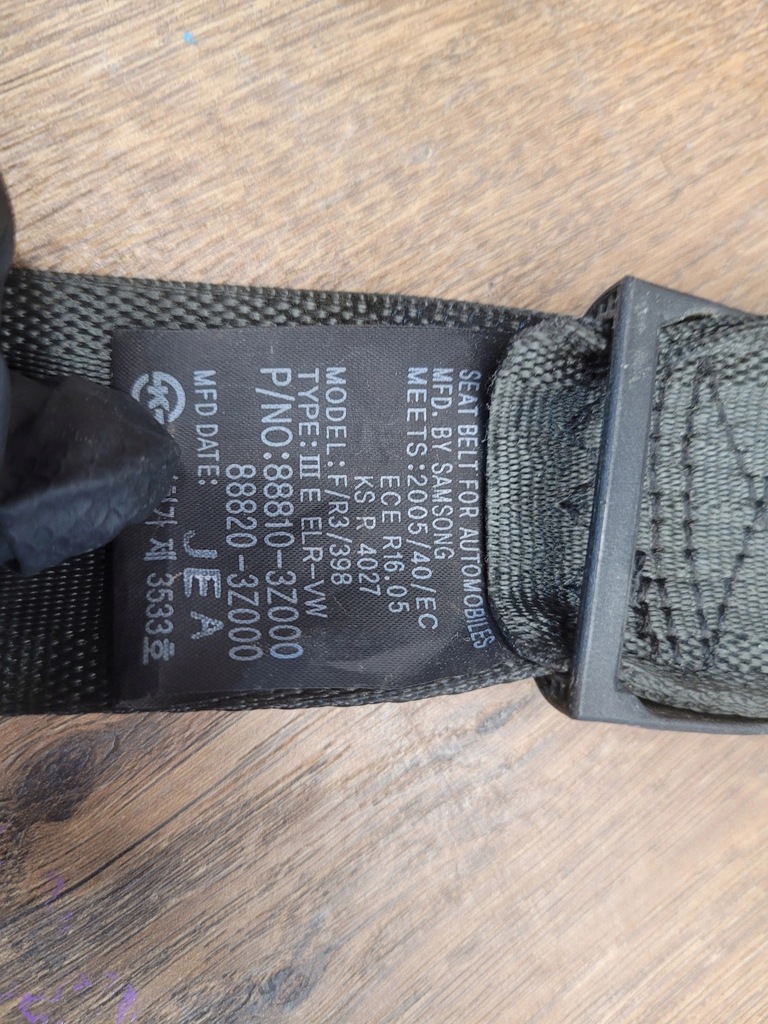 SEAT BELT FOR AUTOMOBILES
MFD. BY SAMSONG
MEETS:2005/40/EC
ECE R16.05
KS R 4027
MODEL:F/R3/398
TYPE:ⅢE ELR-VW
P/NO:88810-3Z000
88820-3Z000
MFD DATE: JEA
제 3533호